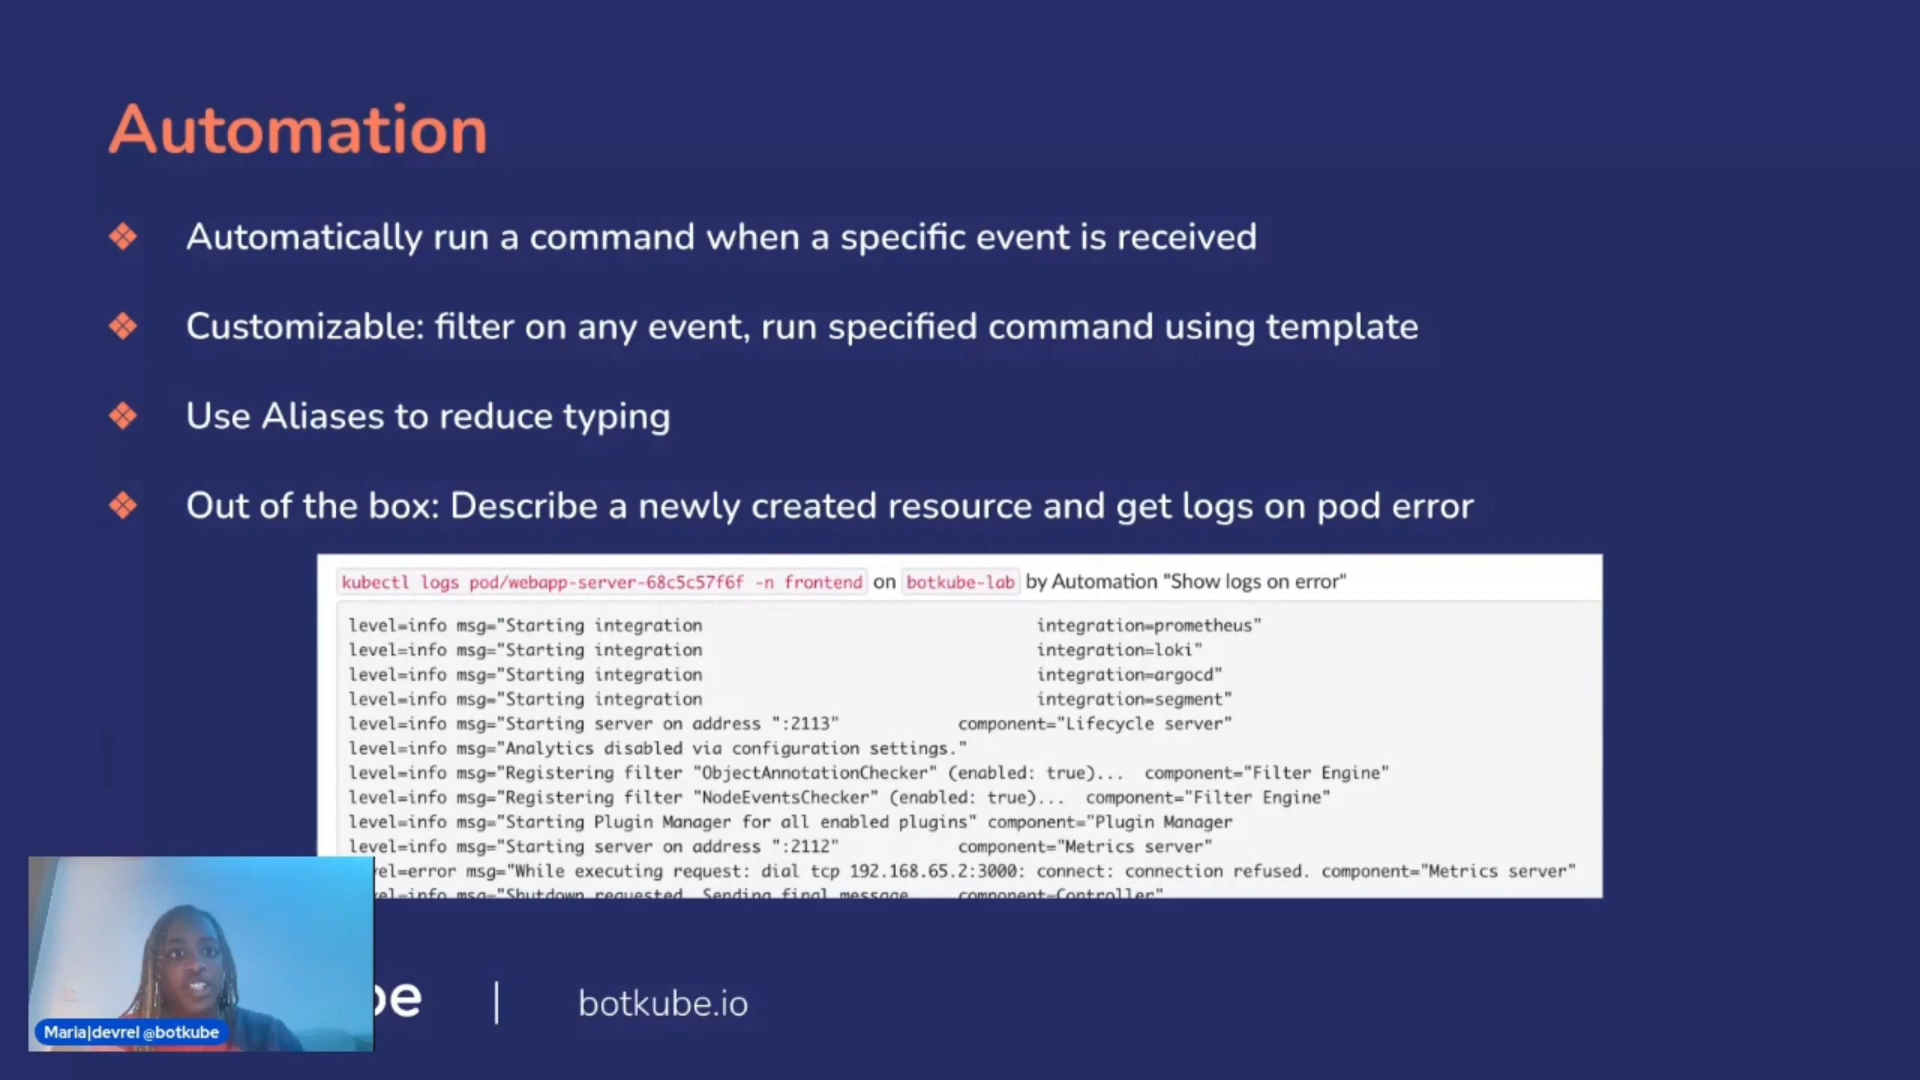 Automation
Automatically run a command when a specific event is received
Customizable: filter on any event, run specified command using template
Use Aliases to reduce typing
Out of the box: Describe a newly created resource and get logs on pod error
kubectl logs pod/webapp-server-68c5c57f6f -n frontend on botkube-lab by Automation "Show logs on error"
level=info msg="Starting integration integration=prometheus"
level=info msg="Starting integration integration=loki"
level=info msg="Starting integration integration=argocd"
level=info msg="Starting integration integration=segment"
level=info msg="Starting server on address ":2113" component="Lifecycle server"
level=info msg="Analytics disabled via configuration settings."
level=info msg="Registering filter "ObjectAnnotationChecker" (enabled: true)... component="Filter Engine"
level=info msg="Registering filter "NodeEventsChecker" (enabled: true)... component="Filter Engine"
level=info msg="Starting Plugin Manager for all enabled plugins" component="Plugin Manager
level=info msg="Starting server on address ":2112" component="Metrics server"
vel=error msg="While executing request: dial tcp 192.168.65.2:3000: connect: connection refused. component="Metrics server"
el=info msg="Shutdown requested. Sending final message component=Controller"
be | botkube.io
Maria|devrel @botkube